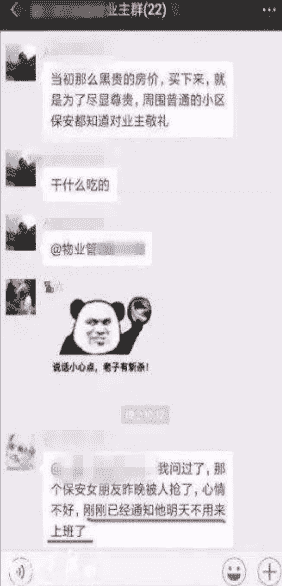 业主群(22)
当初那么黑贵的房价，买下来，就
是为了尽显尊贵，周围普通的小区
保安都知道对业主敬礼
干什么吃的
@物业管
说话小心点，老子有斩杀！
@
我问过了，那
个保安女朋友昨晚被人抢了，心情
不好，刚刚已经通知他明天不用来
上班了